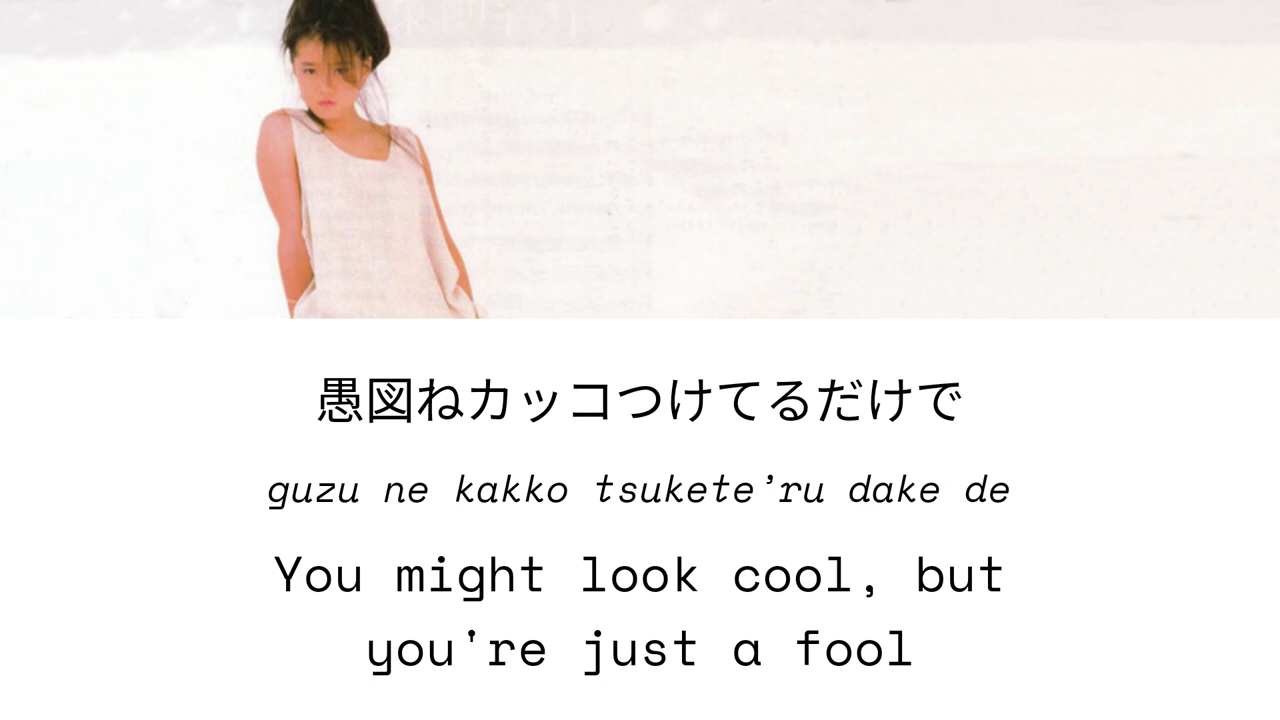 愚図ねカッコつけてるだけで
guzu ne kakko tsukete’ru dake de
You might look cool, but
you're just a fool